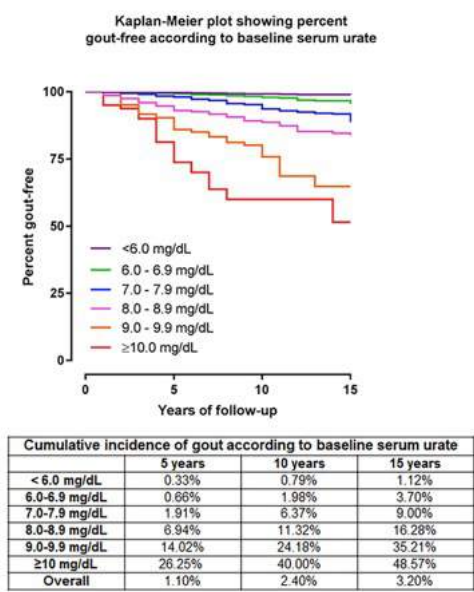 Kaplan-Meier plot showing percent
gout-free according to baseline serum urate
Percent gout-free
100
75
50
25
0
<6.0 mg/dL
6.0 - 6.9 mg/dL
7.0 - 7.9 mg/dL
8.0 - 8.9 mg/dL
9.0 - 9.9 mg/dL
≥10.0 mg/dL
0 5 10 15
Years of follow-up
Cumulative incidence of gout according to baseline serum urate
5 years 10 years 15 years
< 6.0 mg/dL 0.33% 0.79% 1.12%
6.0-6.9 mg/dL 0.66% 1.98% 3.70%
7.0-7.9 mg/dL 1.91% 6.37% 9.00%
8.0-8.9 mg/dL 6.94% 11.32% 16.28%
9.0-9.9 mg/dL 14.02% 24.18% 35.21%
≥10 mg/dL 26.25% 40.00% 48.57%
Overall 1.10% 2.40% 3.20%